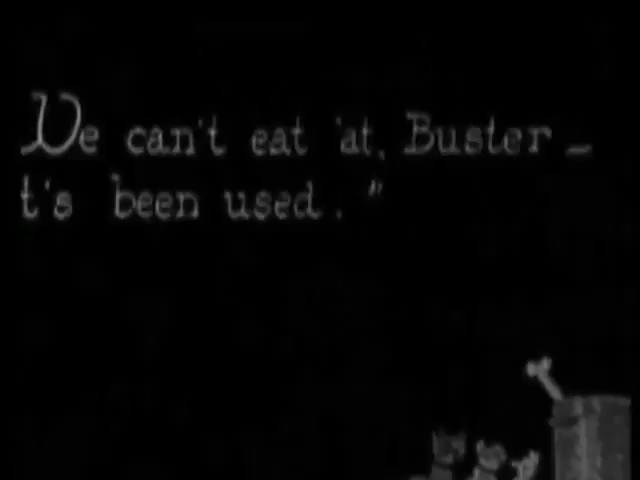 We can't eat 'at, Buster —
t's been used. "